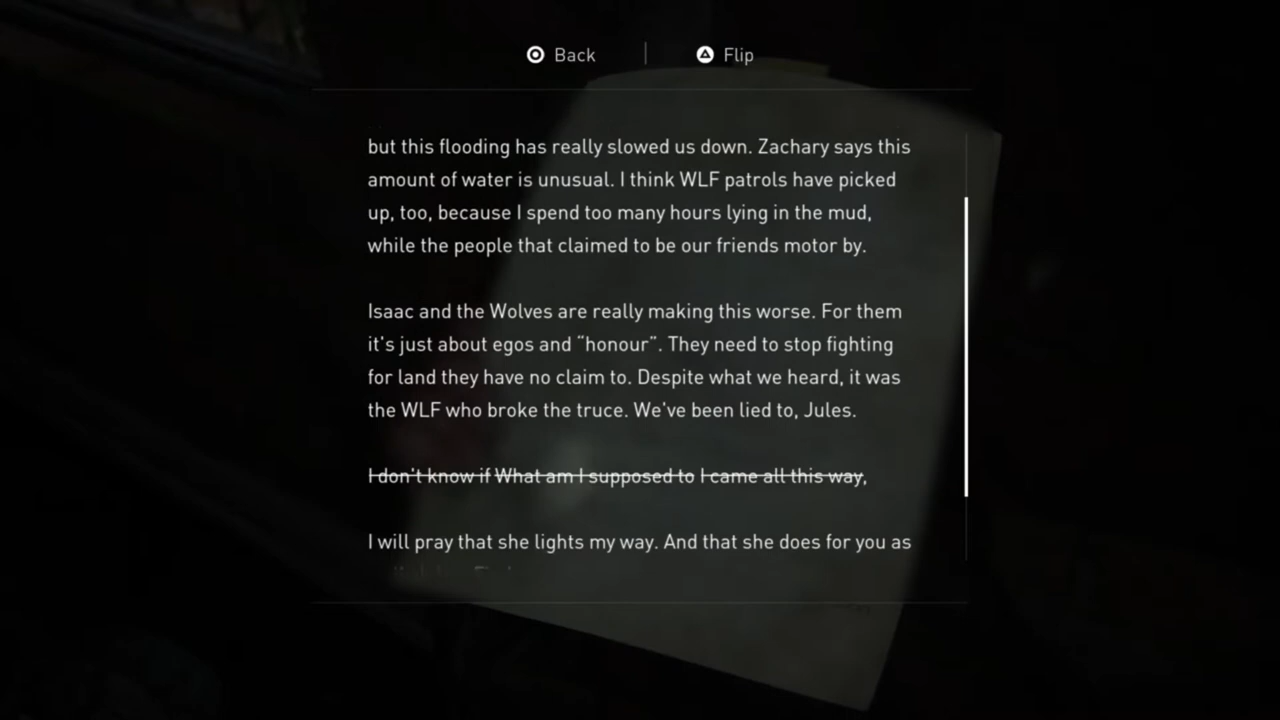 Back | Flip
but this flooding has really slowed us down. Zachary says this
amount of water is unusual. I think WLF patrols have picked
up, too, because I spend too many hours lying in the mud,
while the people that claimed to be our friends motor by.
Isaac and the Wolves are really making this worse. For them
it's just about egos and “honour”. They need to stop fighting
for land they have no claim to. Despite what we heard, it was
the WLF who broke the truce. We've been lied to, Jules.
I don't know if What am I supposed to I came all this way,
I will pray that she lights my way. And that she does for you as